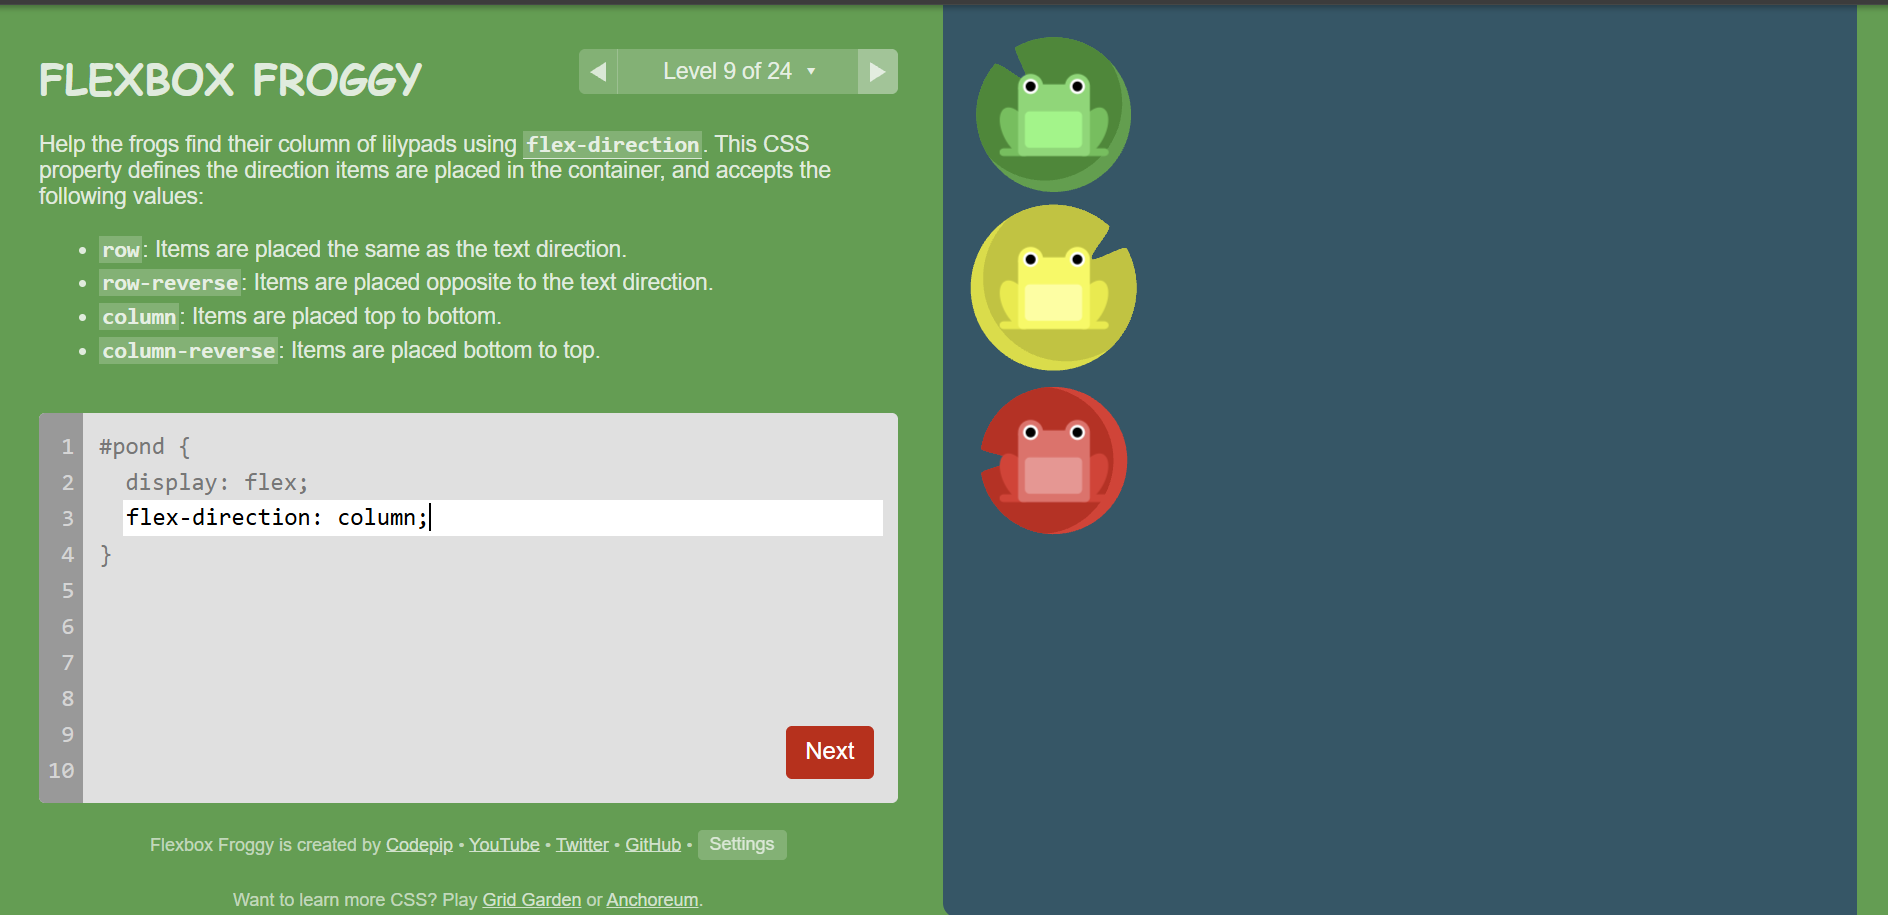 FLEXBOX FROGGY
Level 9 of 24
Help the frogs find their column of lilypads using flex-direction. This CSS
property defines the direction items are placed in the container, and accepts the
following values:
• row: Items are placed the same as the text direction.
• row-reverse: Items are placed opposite to the text direction.
• column: Items are placed top to bottom.
• column-reverse: Items are placed bottom to top.
1 #pond {
2 display: flex;
3 flex-direction: column;
4 }
5
6
7
8
9
10
Next
Flexbox Froggy is created by Codepip • YouTube • Twitter • GitHub • Settings
Want to learn more CSS? Play Grid Garden or Anchoreum.